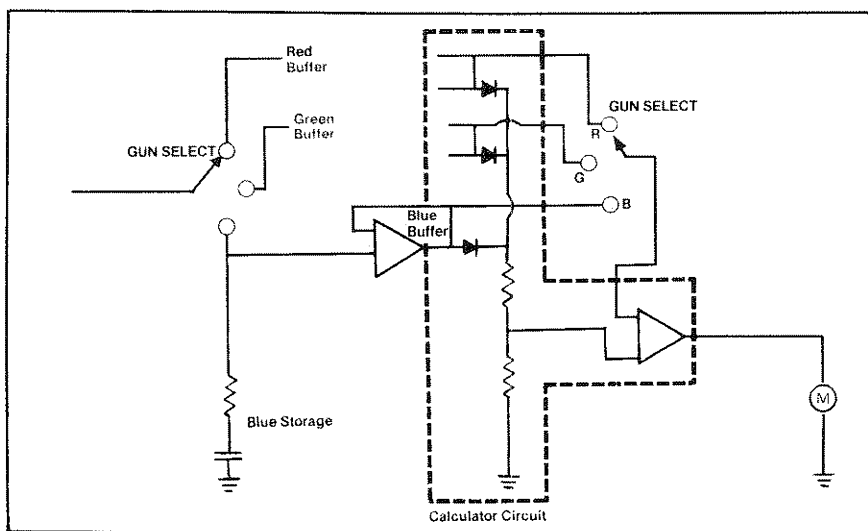 Red
Buffer
Green
Buffer
GUN SELECT
GUN SELECT
R
G
B
Blue
Buffer
M
Blue Storage
Calculator Circuit